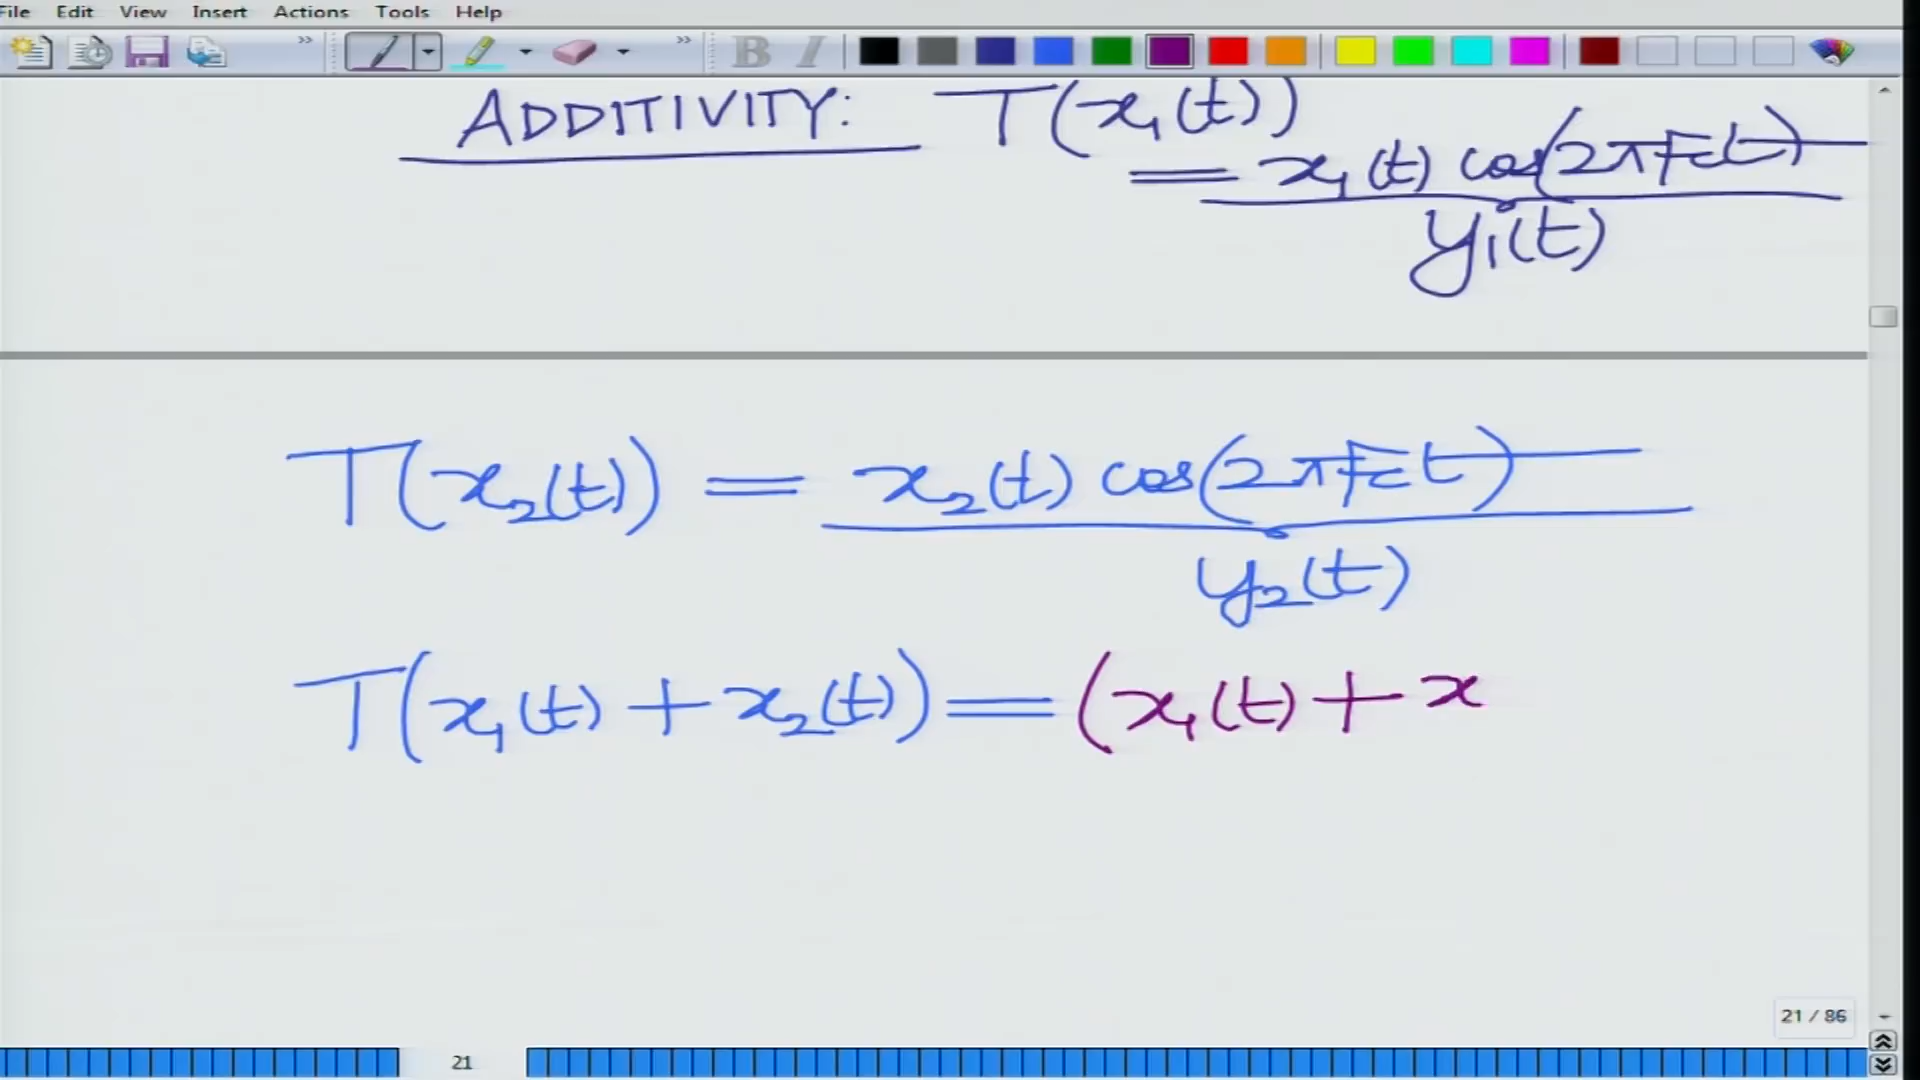 File Edit View Insert Actions Tools Help
B I
ADDITIVITY: T(x₁(t))
= x₁(t) cos(2πFct)
y₁(t)
T(x₂(t)) = x₂(t) cos(2πFct)
y₂(t)
T(x₁(t) + x₂(t)) = (x₁(t) + x
21 / 86
21